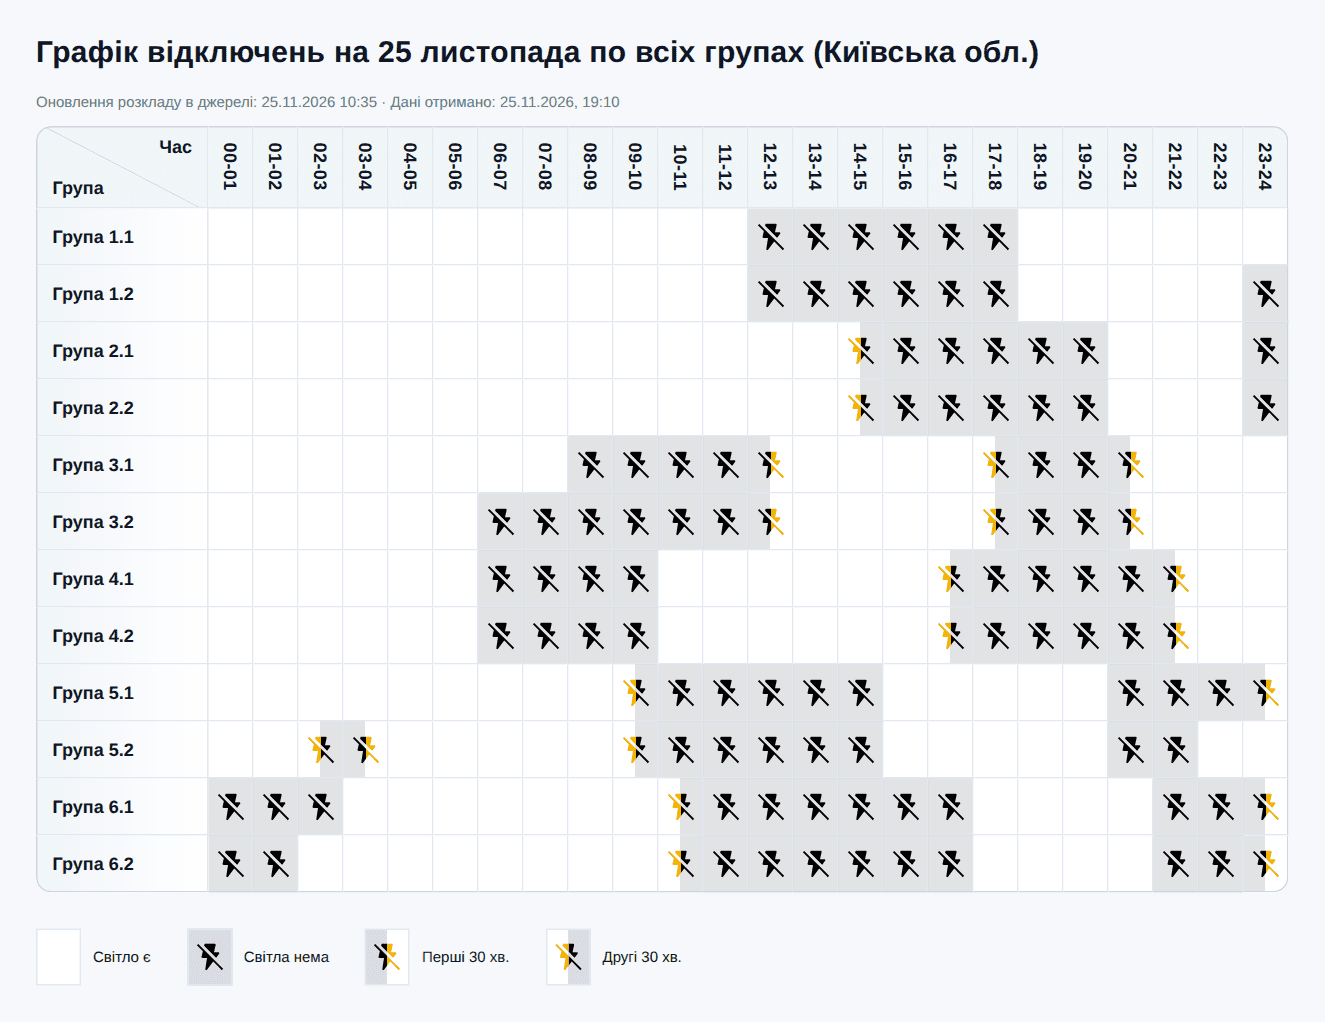 Графік відключень на 25 листопада по всіх групах (Київська обл.)
Оновлення розкладу в джерелі: 25.11.2026 10:35 · Дані отримано: 25.11.2026, 19:10
Час
Група
00-01 01-02 02-03 03-04 04-05 05-06 06-07 07-08 08-09 09-10 10-11 11-12 12-13 13-14 14-15 15-16 16-17 17-18 18-19 19-20 20-21 21-22 22-23 23-24
Група 1.1
Група 1.2
Група 2.1
Група 2.2
Група 3.1
Група 3.2
Група 4.1
Група 4.2
Група 5.1
Група 5.2
Група 6.1
Група 6.2
Світло є Світла нема Перші 30 хв. Другі 30 хв.